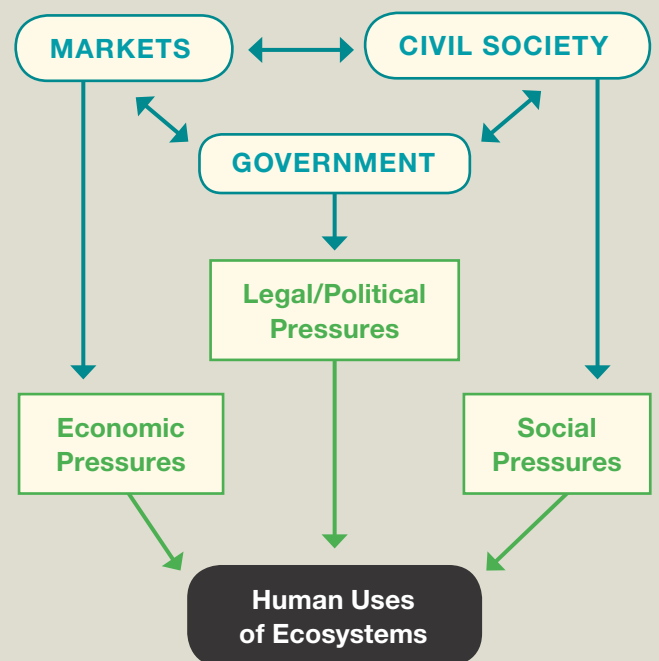 MARKETS
CIVIL SOCIETY
GOVERNMENT
Legal/Political
Pressures
Economic
Pressures
Social
Pressures
Human Uses
of Ecosystems